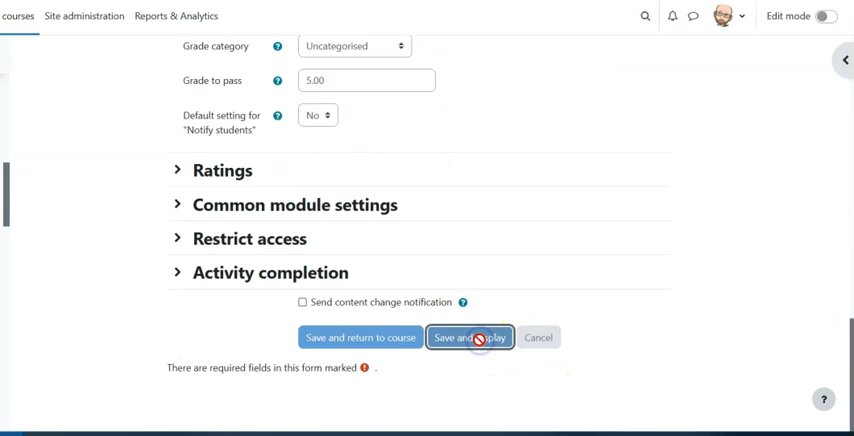 courses Site administration Reports & Analytics Edit mode
Grade category ? Uncategorised
Grade to pass ? 5.00
Default setting for ? No
"Notify students"
Ratings
Common module settings
Restrict access
Activity completion
Send content change notification ?
Save and return to course Save and display Cancel
There are required fields in this form marked ! .
?